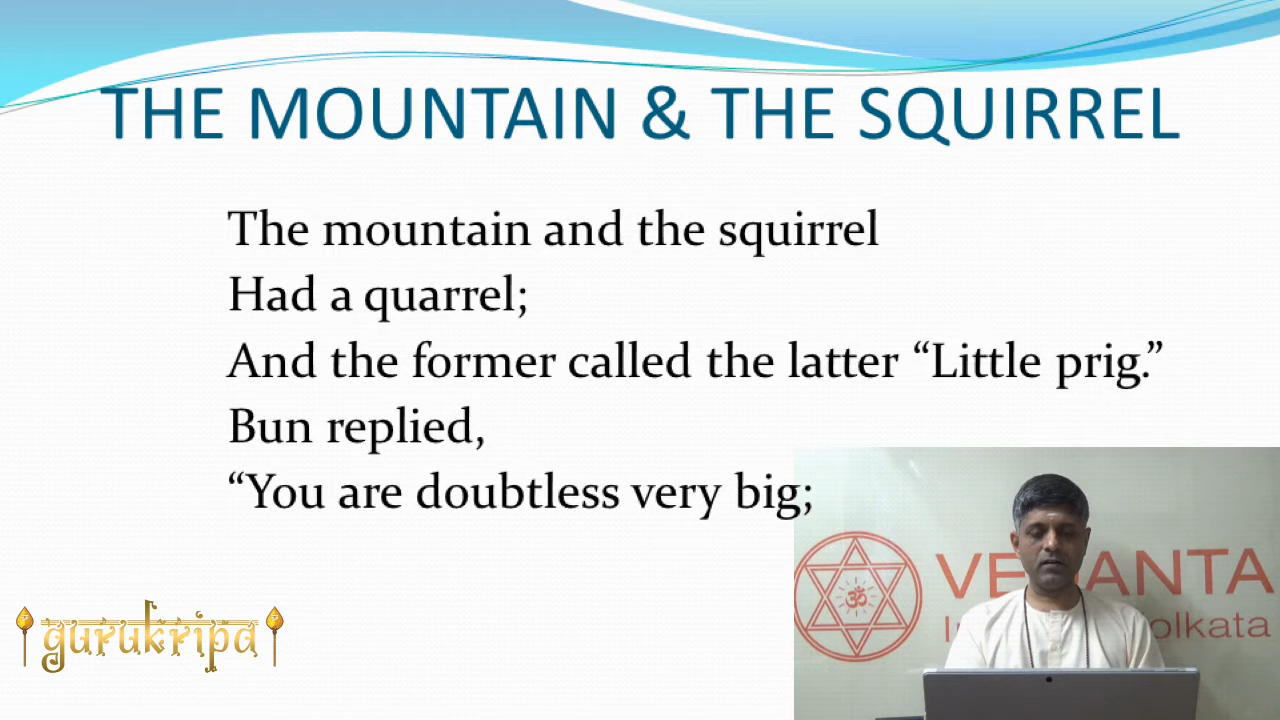 THE MOUNTAIN & THE SQUIRREL
The mountain and the squirrel
Had a quarrel;
And the former called the latter “Little prig.”
Bun replied,
“You are doubtless very big;
gurukripa
ॐ
VE ANTA
I olkata